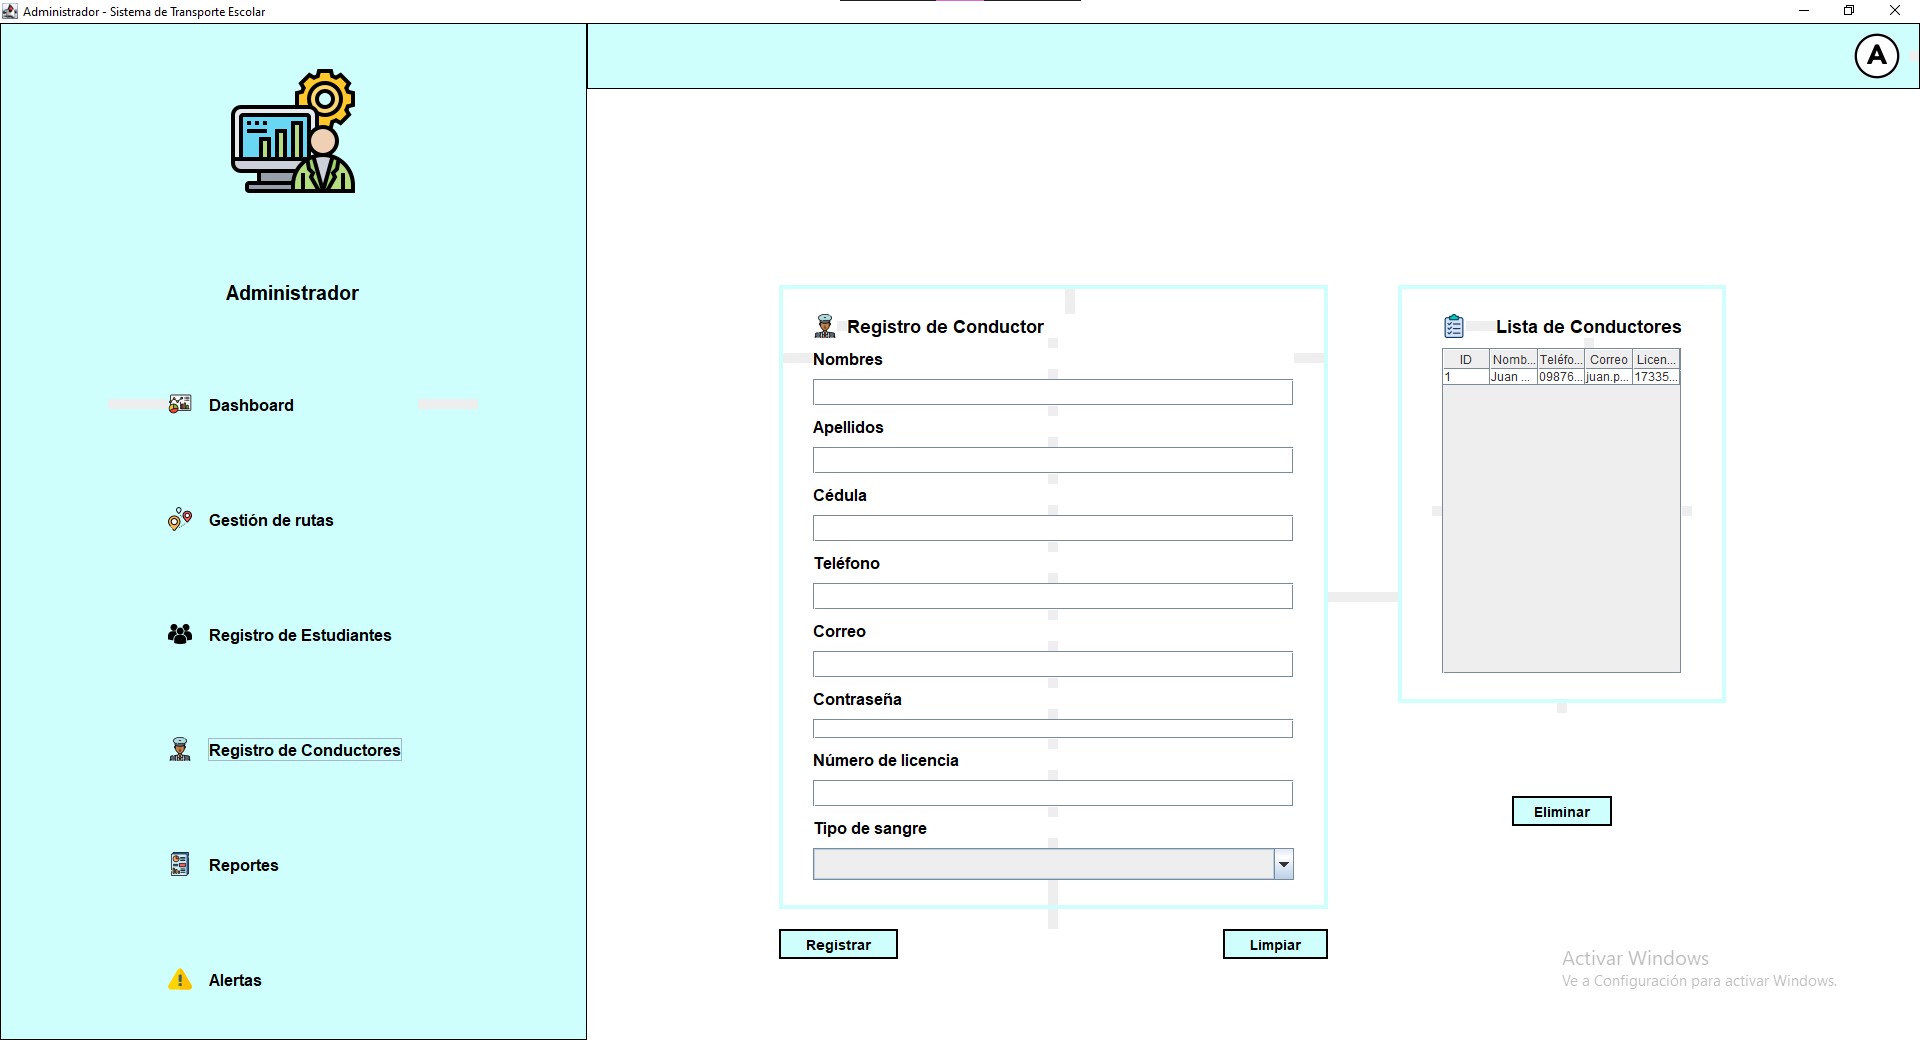 Administrador - Sistema de Transporte Escolar
A
Administrador
Dashboard
Gestión de rutas
Registro de Estudiantes
Registro de Conductores
Reportes
Alertas
Registro de Conductor
Nombres
Apellidos
Cédula
Teléfono
Correo
Contraseña
Número de licencia
Tipo de sangre
Registrar
Limpiar
Lista de Conductores
ID Nomb... Teléfo... Correo Licen...
1 Juan ... 09876... juan.p... 17335...
Eliminar
Activar Windows
Ve a Configuración para activar Windows.